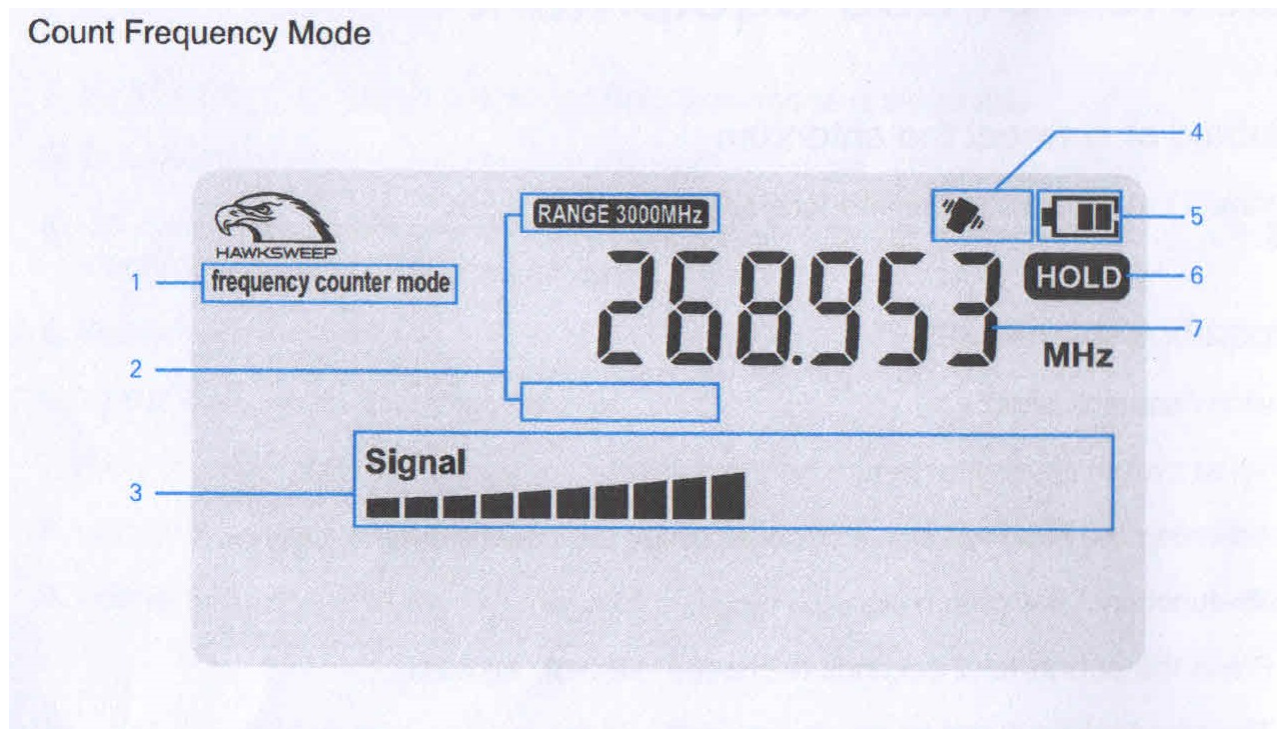 Count Frequency Mode
4
RANGE 3000MHz
5
HAWKSWEEP
HOLD
6
1
frequency counter mode
268.953
7
MHz
2
Signal
3